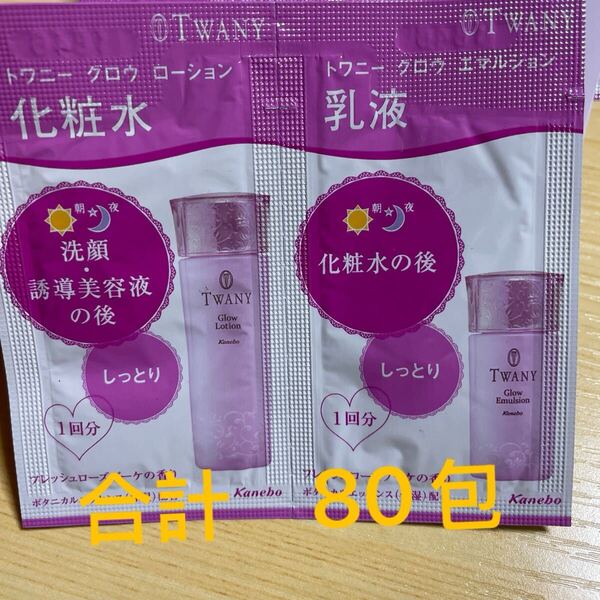 TWANY
トワニー グロウ ローション
化粧水
朝 夜
洗顔
・
誘導美容液
の後
しっとり
1回分
TWANY
Glow
Lotion
Kanebo
Kanebo
TWANY
トワニー グロウ エマルション
乳液
朝 夜
化粧水の後
しっとり
1回分
TWANY
Glow
Emulsion
Kanebo
Kanebo
合計 80包